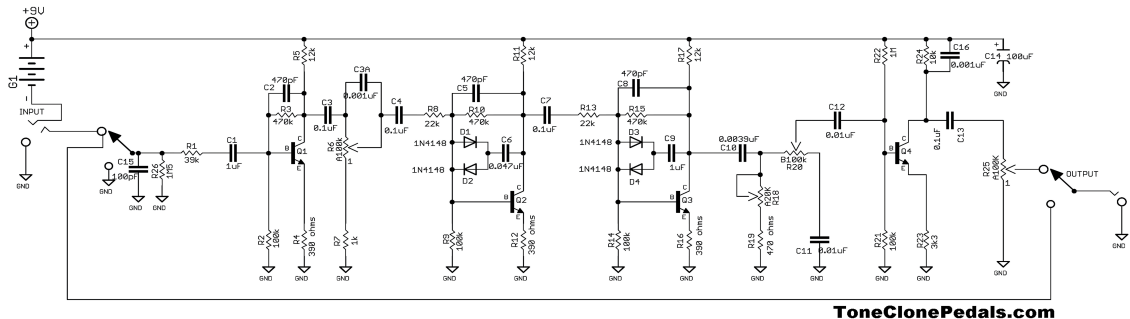 +9V
G1
+
-
INPUT
GND
C15
100pF
GND
R26
1M5
GND
R1
39k
C1
1uF
R2
100k
GND
C2
470pF
R3
470k
R5
12k
B
C
E
Q1
R4
390 ohms
GND
C3
0.1uF
C3A
0.001uF
R6
A100k
1
R7
1k
GND
C4
0.1uF
R8
22k
R9
100k
GND
470pF
C5
R10
470k
D1
1N4148
1N4148
D2
C6
0.047uF
R11
12k
B
C
E
Q2
R12
390 ohms
GND
C7
0.1uF
R13
22k
R14
100k
GND
470pF
C8
R15
470k
D3
1N4148
1N4148
D4
C9
1uF
R17
12k
B
C
E
Q3
R16
390 ohms
GND
0.0039uF
C10
A20K
R18
R19
470 ohms
GND
B100k
R20
C11
0.01uF
GND
C12
0.01uF
R22
1M
R21
100k
GND
B
C
E
Q4
R24
10k
C16
0.001uF
R23
3k3
GND
C14 100uF
+
GND
0.1uF
C13
R25
A100K
1
GND
OUTPUT
GND
GND
ToneClonePedals.com